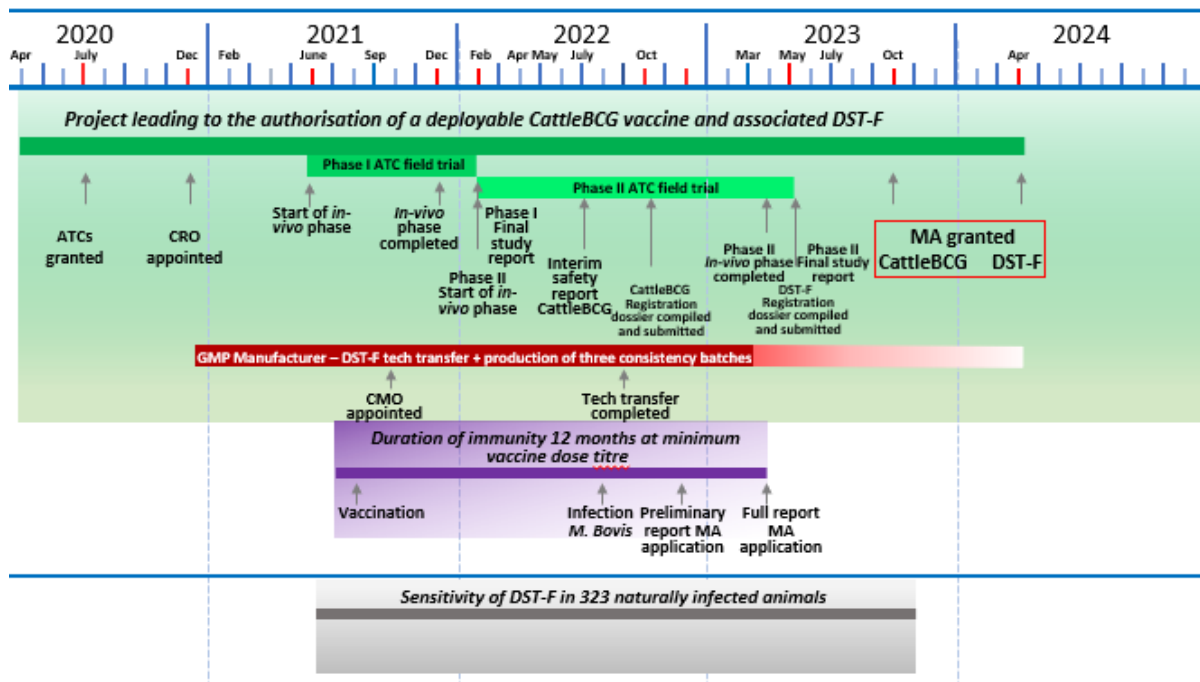 2020 2021 2022 2023 2024
Apr July Dec Feb June Sep Dec Feb Apr May July Oct Mar May July Oct Apr
Project leading to the authorisation of a deployable CattleBCG vaccine and associated DST-F
Phase I ATC field trial
Phase II ATC field trial
ATCs
granted
CRO
appointed
Start of in-
vivo phase
In-vivo
phase
completed
Phase I
Final
study
report
Phase II
Start of in-
vivo phase
Interim
safety
report
CattleBCG
CattleBCG
Registration
dossier compiled
and submitted
Phase II
In-vivo phase
completed
Phase II
Final study
report
DST-F
Registration
dossier compiled
and submitted
MA granted
CattleBCG DST-F
GMP Manufacturer – DST-F tech transfer + production of three consistency batches
CMO
appointed
Tech transfer
completed
Duration of immunity 12 months at minimum
vaccine dose titre
Vaccination
Infection
M. Bovis
Preliminary
report MA
application
Full report
MA
application
Sensitivity of DST-F in 323 naturally infected animals